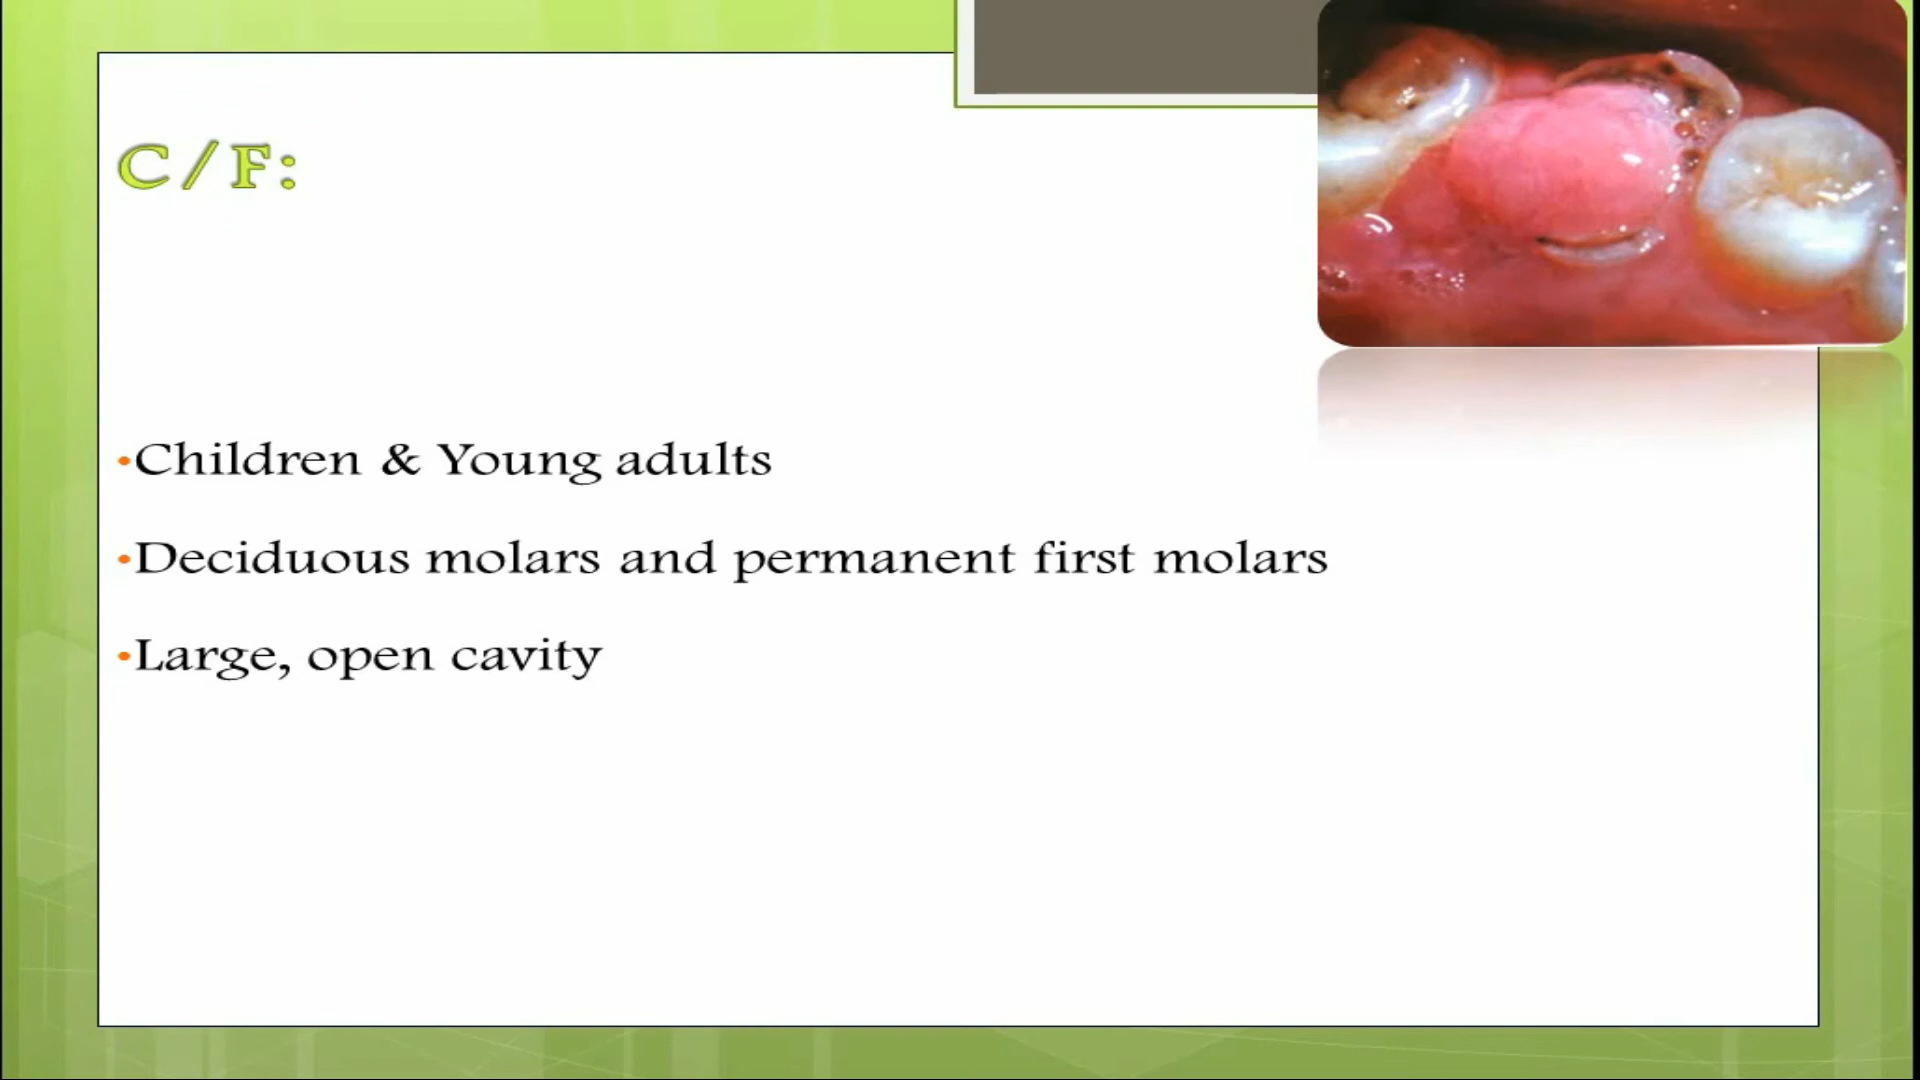 C/F:
•Children & Young adults
•Deciduous molars and permanent first molars
•Large, open cavity